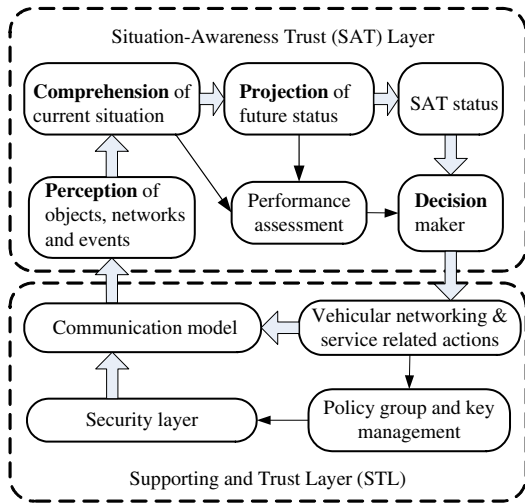 Situation-Awareness Trust (SAT) Layer
Comprehension of
current situation
Projection of
future status
SAT status
Perception of
objects, networks
and events
Performance
assessment
Decision
maker
Communication model
Vehicular networking &
service related actions
Security layer
Policy group and key
management
Supporting and Trust Layer (STL)